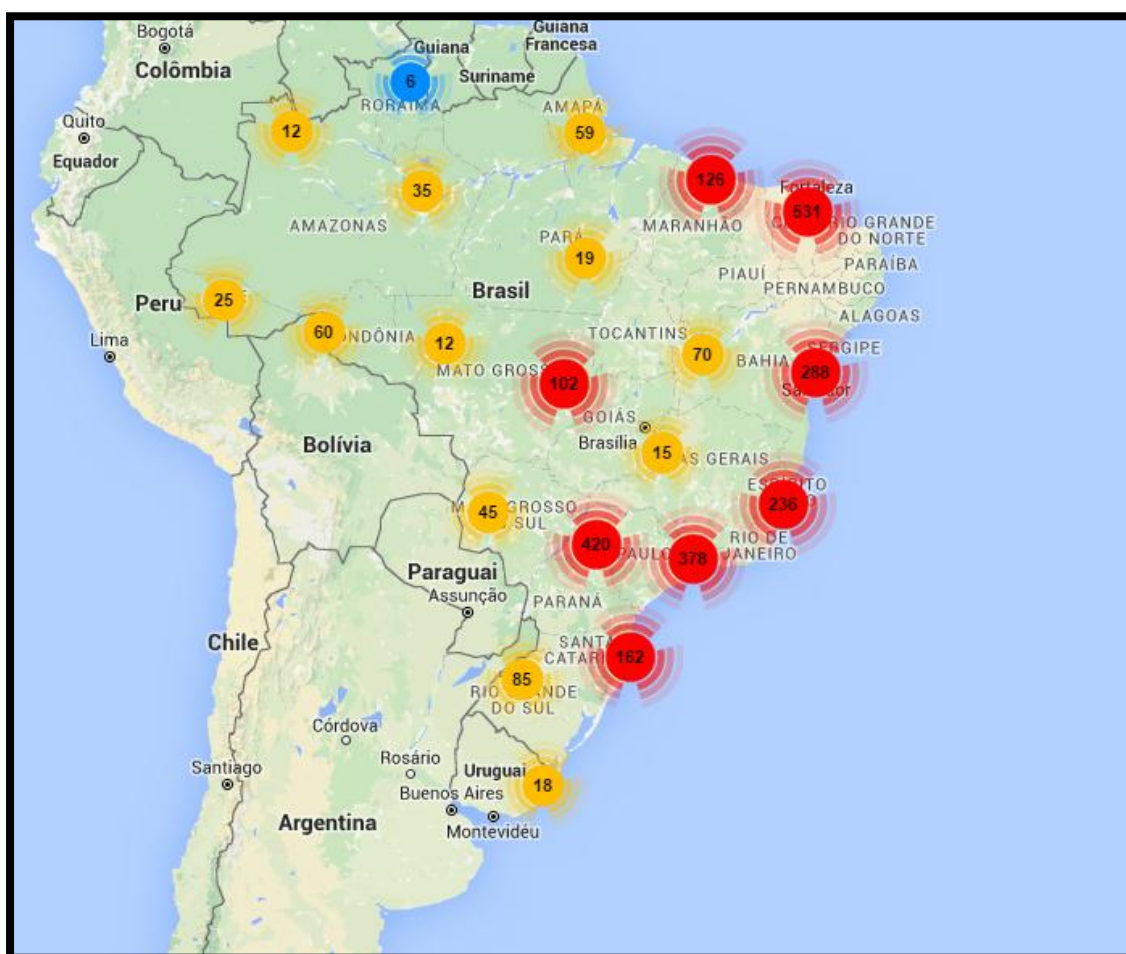 Bogotá
Colômbia
Guiana
Guiana
Francesa
Suriname
6
RORAIMA
AMAPÁ
12
59
Quito
Equador
35
126
Fortaleza
531
RIO GRANDE
DO NORTE
AMAZONAS
MARANHÃO
PARÁ
19
PIAUÍ
PARAÍBA
PERNAMBUCO
ALAGOAS
Brasil
Peru
25
60
12
Lima
TOCANTINS
70
BAHIA
SERGIPE
288
MATO
102
GOIÁS
Brasília
15
GERAIS
Bolívia
236
45
GROSSO
SUL
420
PAULO
378
RIO DE
JANEIRO
Paraguai
Assunção
PARANÁ
Chile
SANTA
162
85
RIO
DO SUL
Córdova
Rosário
Santiago
Uruguai
18
Buenos Aires
Montevidéu
Argentina